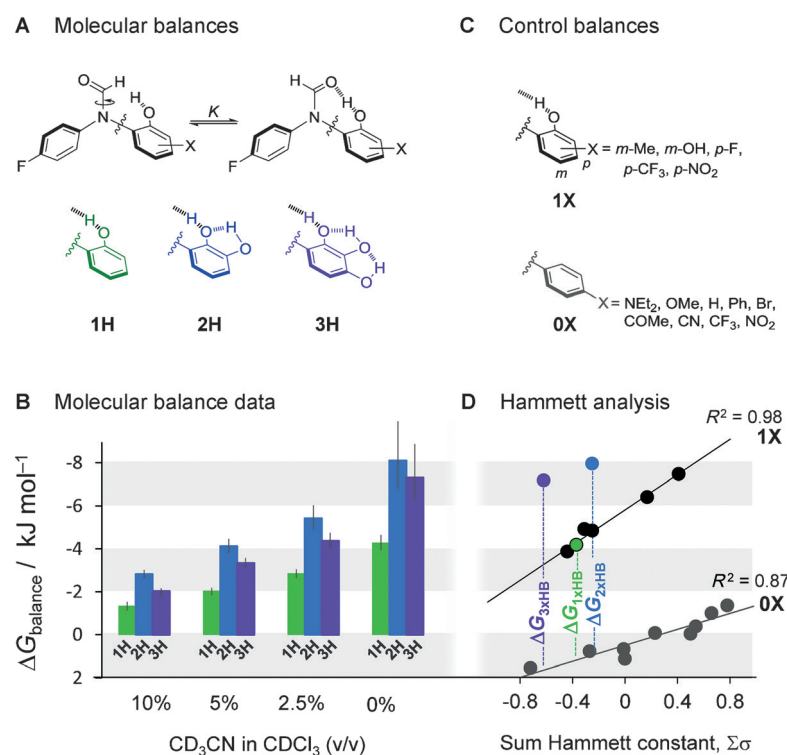 A Molecular balances
O H
H
O
N
X
F
K
H O H
O
N
X
F
H
O
1H
H
O H
O
2H
H
O H
O
H
O
3H
C Control balances
H
O
X = m-Me, m-OH, p-F,
p-CF₃, p-NO₂
m p
1X
X = NEt₂, OMe, H, Ph, Br,
COMe, CN, CF₃, NO₂
0X
B Molecular balance data
ΔG balance / kJ mol⁻¹
-8
-6
-4
-2
0
2
1H 2H 3H 1H 2H 3H 1H 2H 3H 1H 2H 3H
10% 5% 2.5% 0%
CD₃CN in CDCl₃ (v/v)
D Hammett analysis
R² = 0.98
1X
R² = 0.87
0X
ΔG3xHB
ΔG1xHB
ΔG2xHB
-0.8 -0.4 0 0.4 0.8
Sum Hammett constant, Σσ